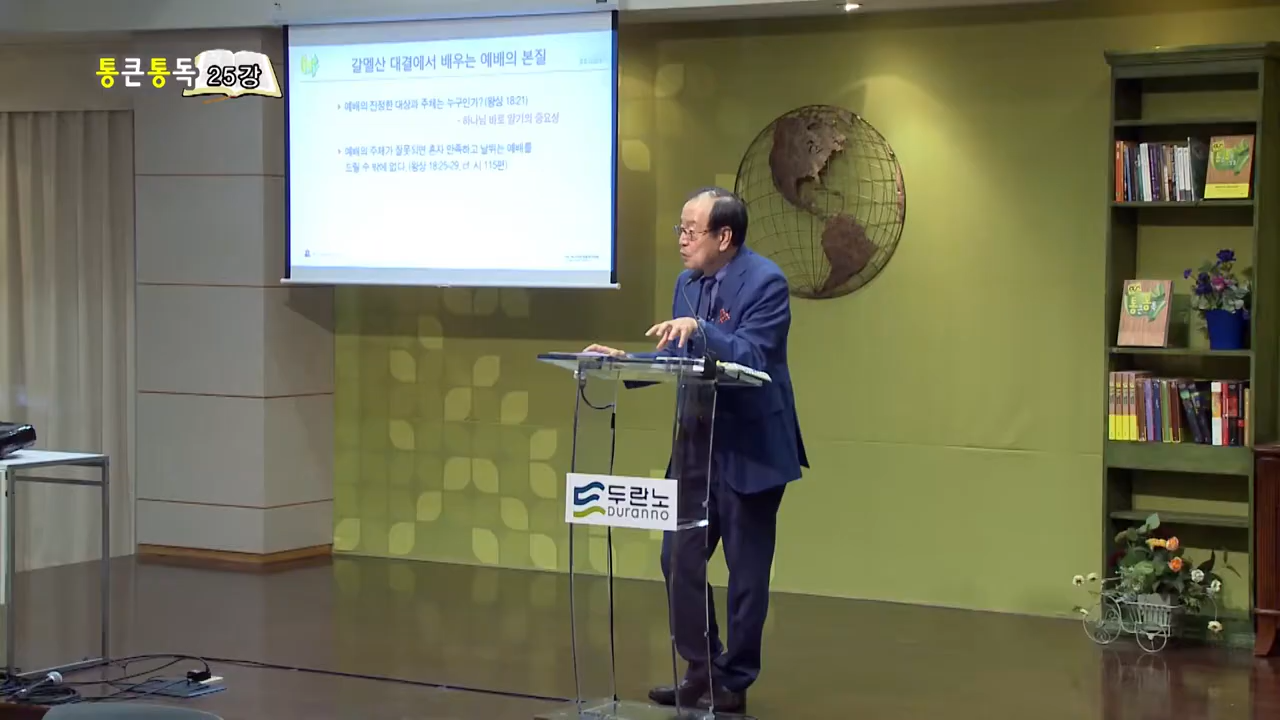 통큰통독 25강
갈멜산 대결에서 배우는 예배의 본질
예배의 진정한 대상과 주체는 누구인가? (왕상 18:21)
- 하나님 바로 알기의 중요성
예배의 주체가 잘못되면 혼자 만족하고 날뛰는 예배를
드릴 수 밖에 없다. (왕상 18:25-29, 시 115편)
두란노
DURANNO
통큰통독